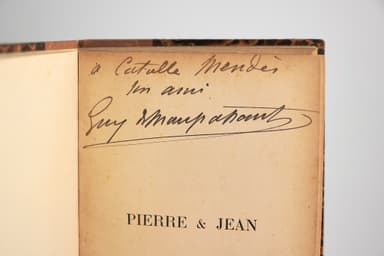 à Catulle Mendès
son ami
Guy de Maupassant
PIERRE & JEAN